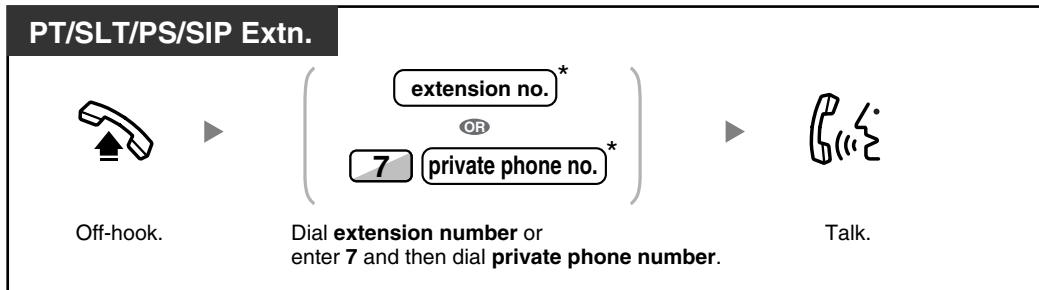 PT/SLT/PS/SIP Extn.
extension no.*
OR
7 private phone no.*
Off-hook.
Dial extension number or
enter 7 and then dial private phone number.
Talk.